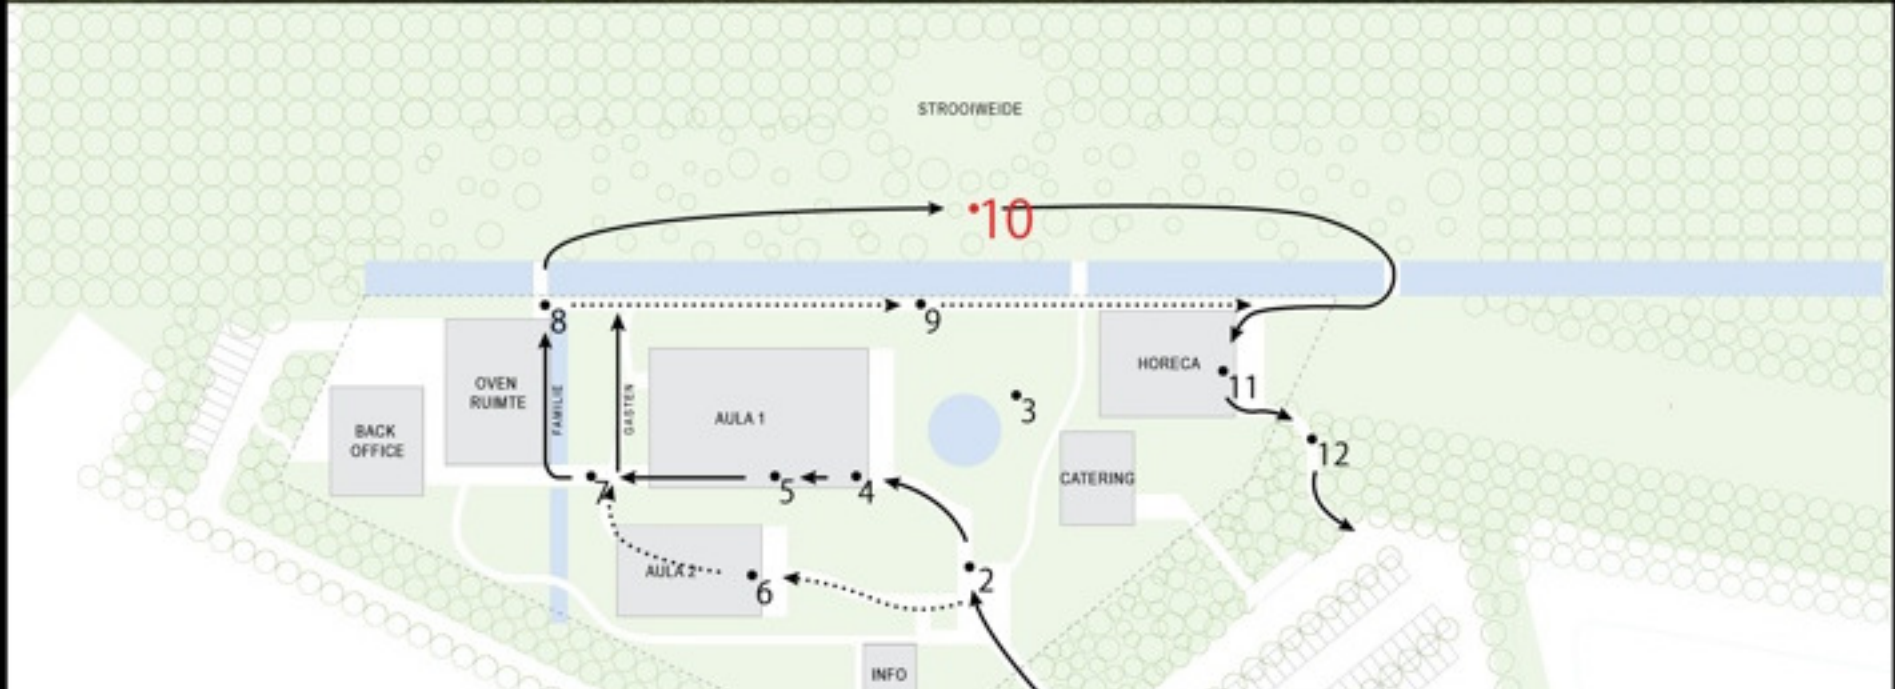 STROOIWEIDE
10
8
9
OVEN
RUIMTE
FAMILIE
GASTEN
AULA 1
HORECA
11
3
BACK
OFFICE
12
CATERING
7
5
4
AULA 2
6
2
INFO